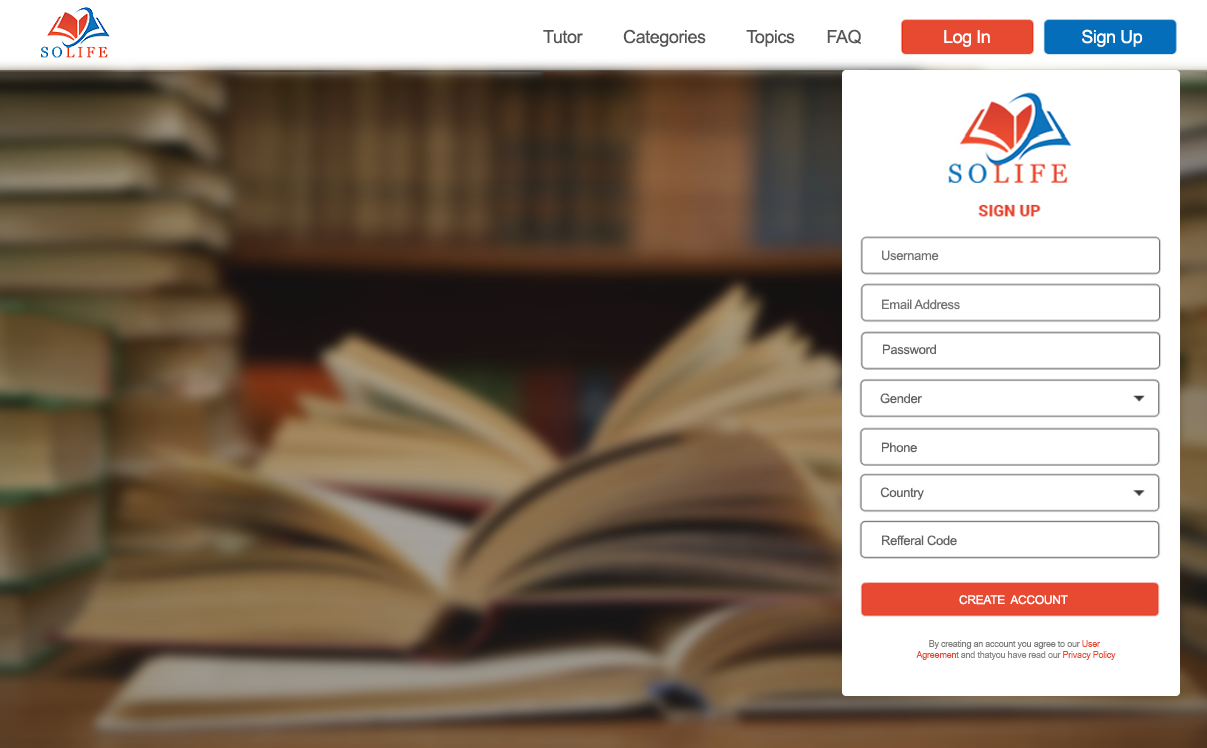 SOLIFE
Tutor Categories Topics FAQ Log In Sign Up
SOLIFE
SIGN UP
Username
Email Address
Password
Gender
Phone
Country
Refferal Code
CREATE ACCOUNT
By creating an account you agree to our User
Agreement and thatyou have read our Privacy Policy